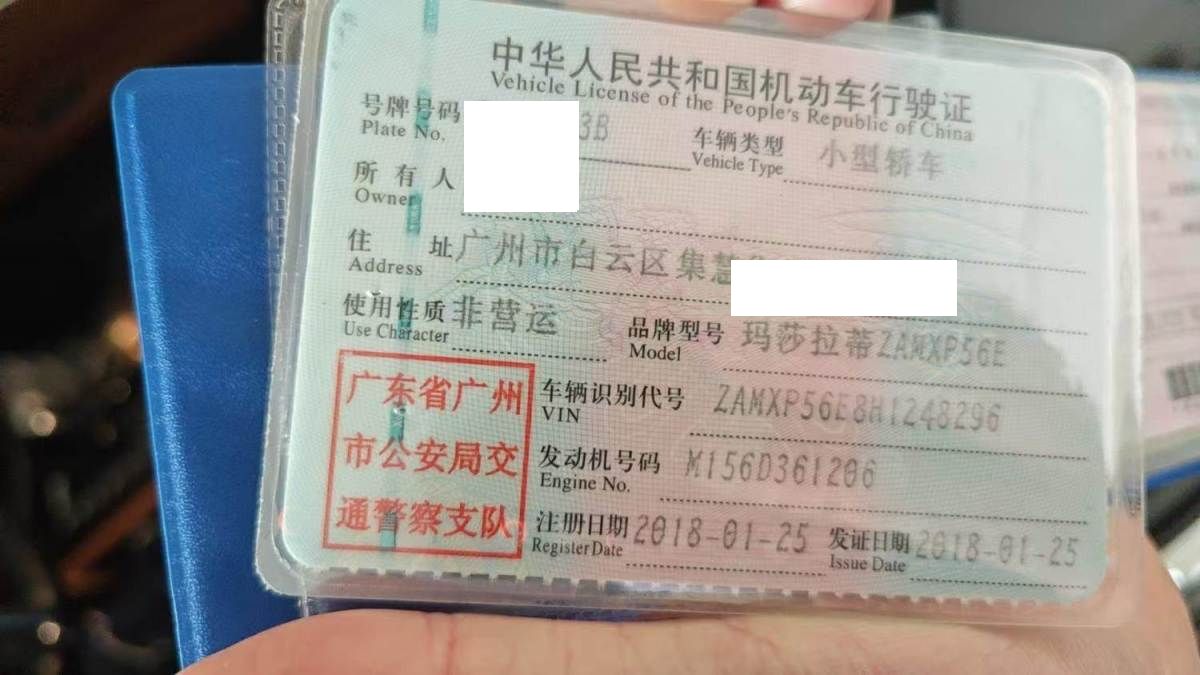 中华人民共和国机动车行驶证
Vehicle License of the People's Republic of China
号牌号码 3B 车辆类型 小型轿车
Plate No. Vehicle Type
所有人
Owner
住址 广州市白云区集慧
Address
使用性质 非营运 品牌型号 玛莎拉蒂ZAMXP56E
Use Character Model
广东省广州
市公安局交
通警察支队
车辆识别代号 ZAMXP56E8H1248296
VIN
发动机号码 M156D361206
Engine No.
注册日期 2018-01-25 发证日期 2018-01-25
Register Date Issue Date